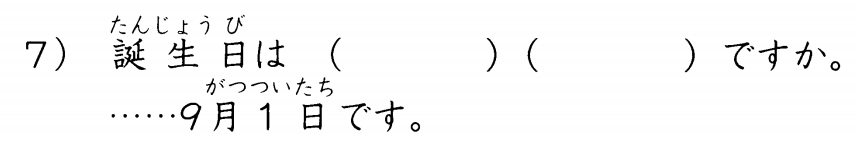 たんじょう び
7) 誕生日は ( ) ( ) ですか。
がつついたち
……9月1日です。